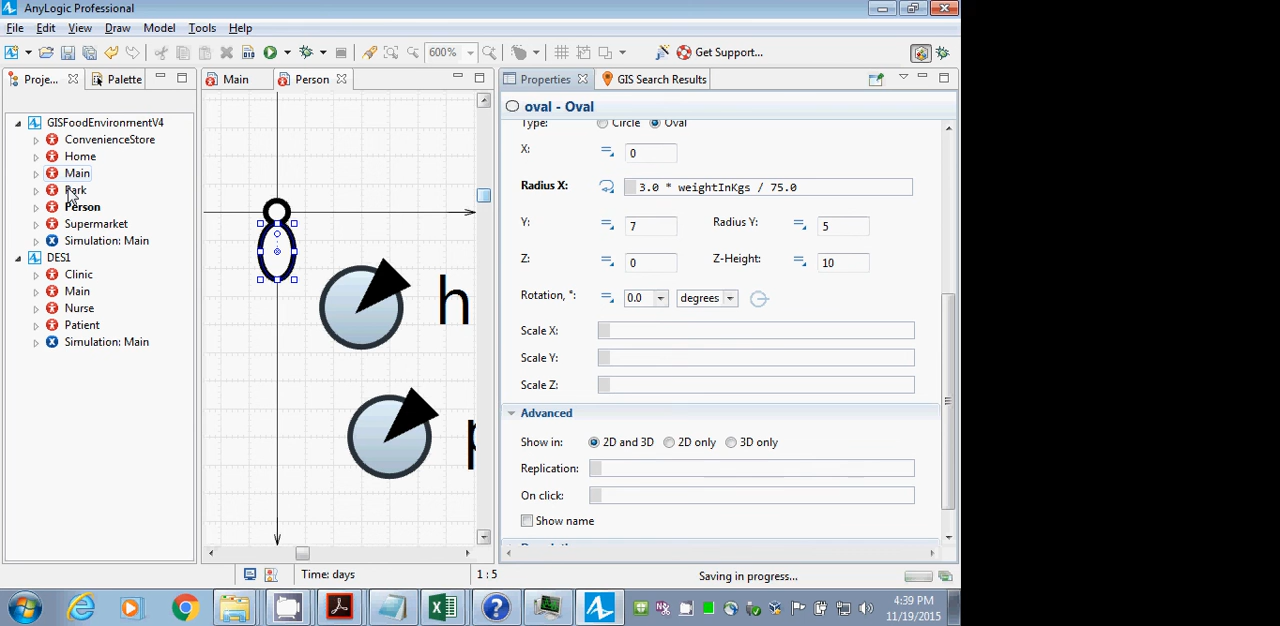 AnyLogic Professional
File Edit View Draw Model Tools Help
600% Get Support...
Proje... Palette Main Person Properties GIS Search Results
GISFoodEnvironmentV4
ConvenienceStore
Home
Main
Park
Person
Supermarket
Simulation: Main
DES1
Clinic
Main
Nurse
Patient
Simulation: Main
h
p
oval - Oval
Type: Circle Oval
X: 0
Radius X: 3.0 * weightInKgs / 75.0
Y: 7 Radius Y: 5
Z: 0 Z-Height: 10
Rotation, °: 0.0 degrees
Scale X:
Scale Y:
Scale Z:
Advanced
Show in: 2D and 3D 2D only 3D only
Replication:
On click:
Show name
Time: days 1 : 5 Saving in progress...
4:39 PM
11/19/2015